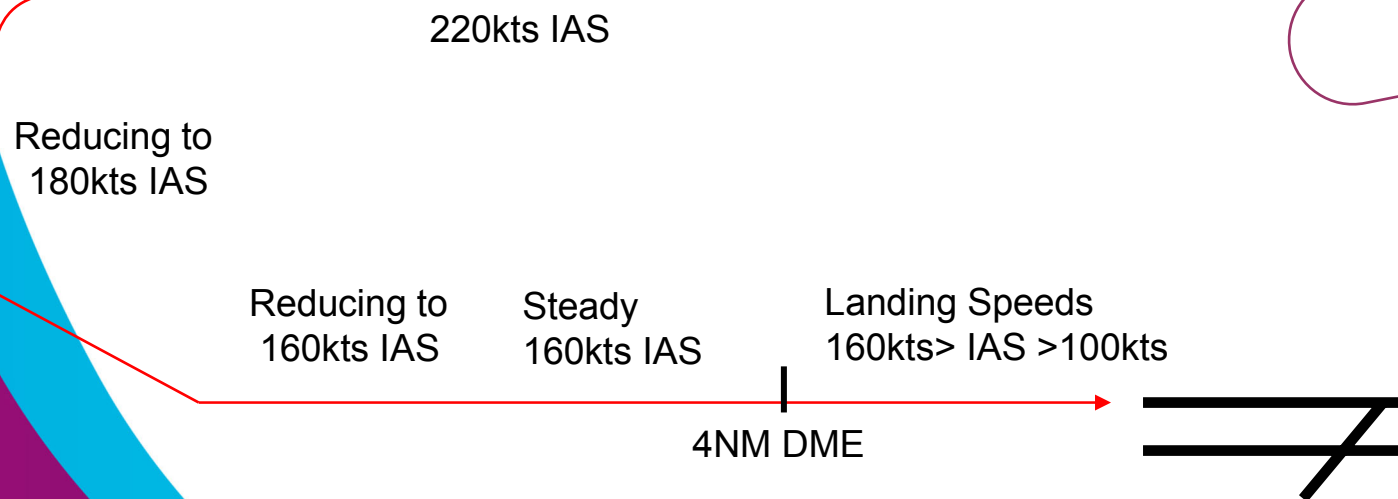 220kts IAS
Reducing to
180kts IAS
Reducing to
160kts IAS
Steady
160kts IAS
Landing Speeds
160kts> IAS >100kts
4NM DME